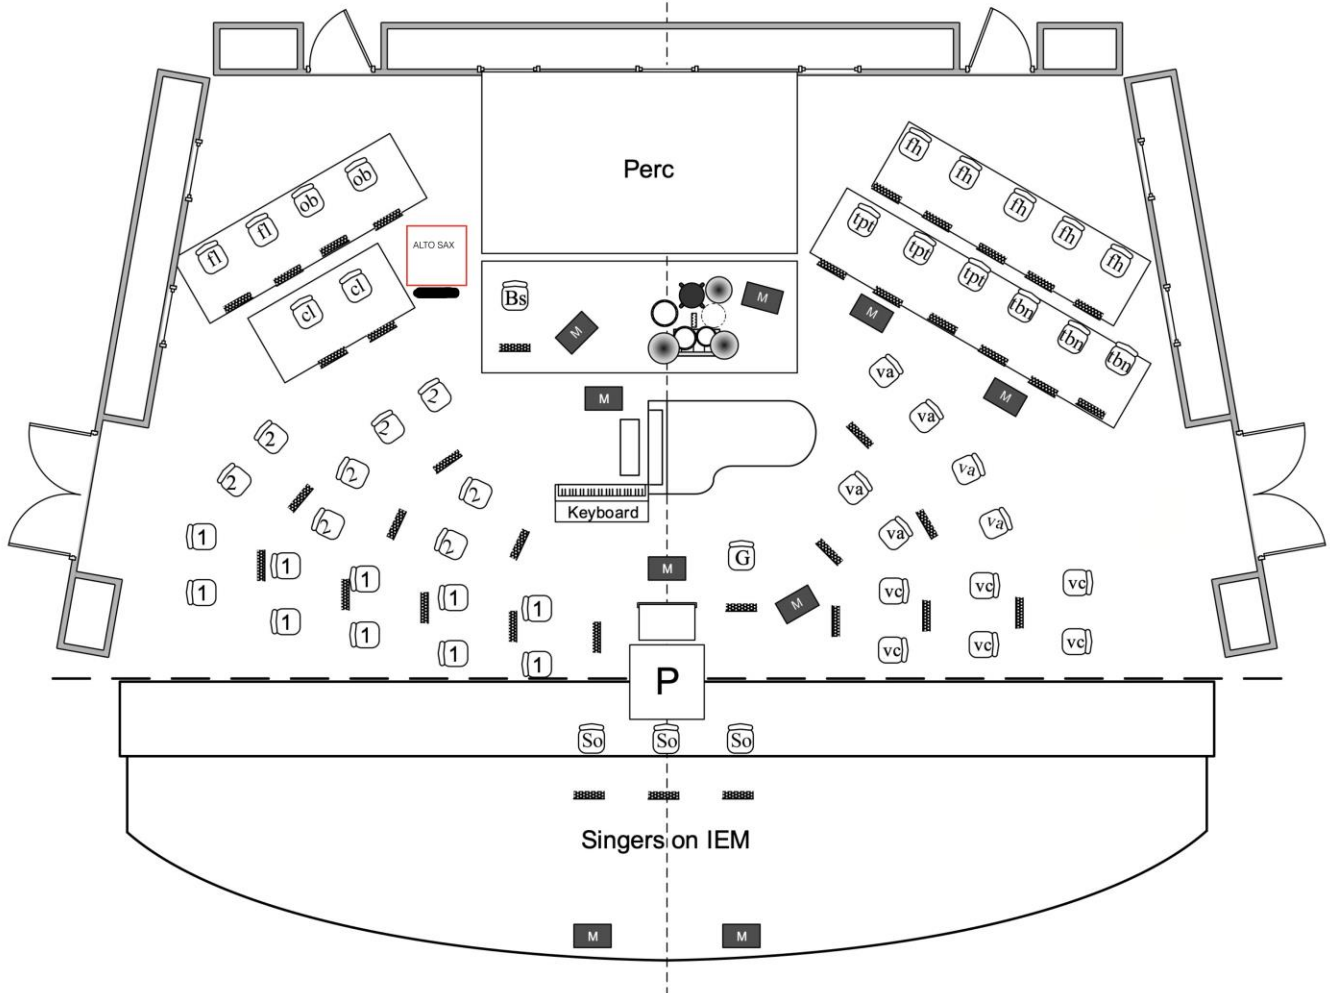 Perc
fh
fh
fh
fh
fh
ob
ob
fl
fl
tpt
tpt
tpt
tbn
tbn
tbn
ALTO SAX
cl
cl
Bs
M
M
M
M
M
va
va
va
va
va
va
2
2
2
2
2
2
2
2
Keyboard
1
1
1
1
1
1
1
1
1
1
M
G
M
vc
vc
vc
vc
vc
vc
P
So
So
So
Singers on IEM
M
M